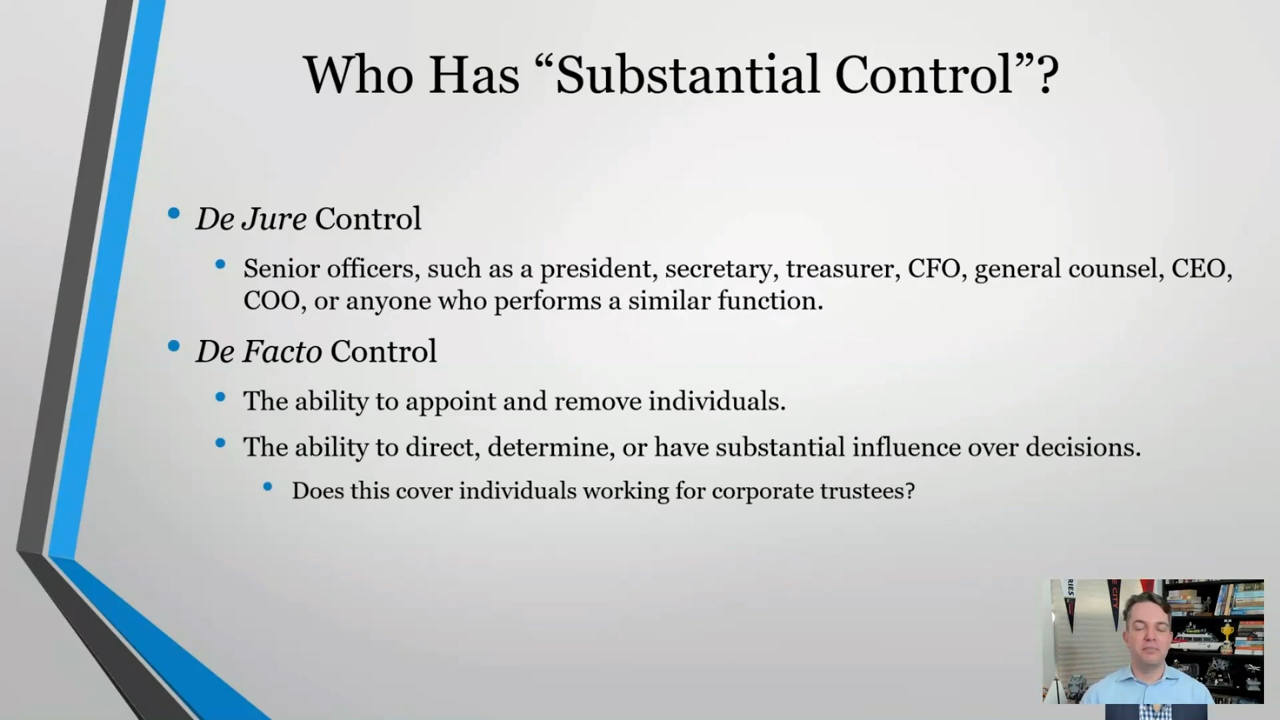 Who Has “Substantial Control”?
De Jure Control
Senior officers, such as a president, secretary, treasurer, CFO, general counsel, CEO,
COO, or anyone who performs a similar function.
De Facto Control
The ability to appoint and remove individuals.
The ability to direct, determine, or have substantial influence over decisions.
Does this cover individuals working for corporate trustees?